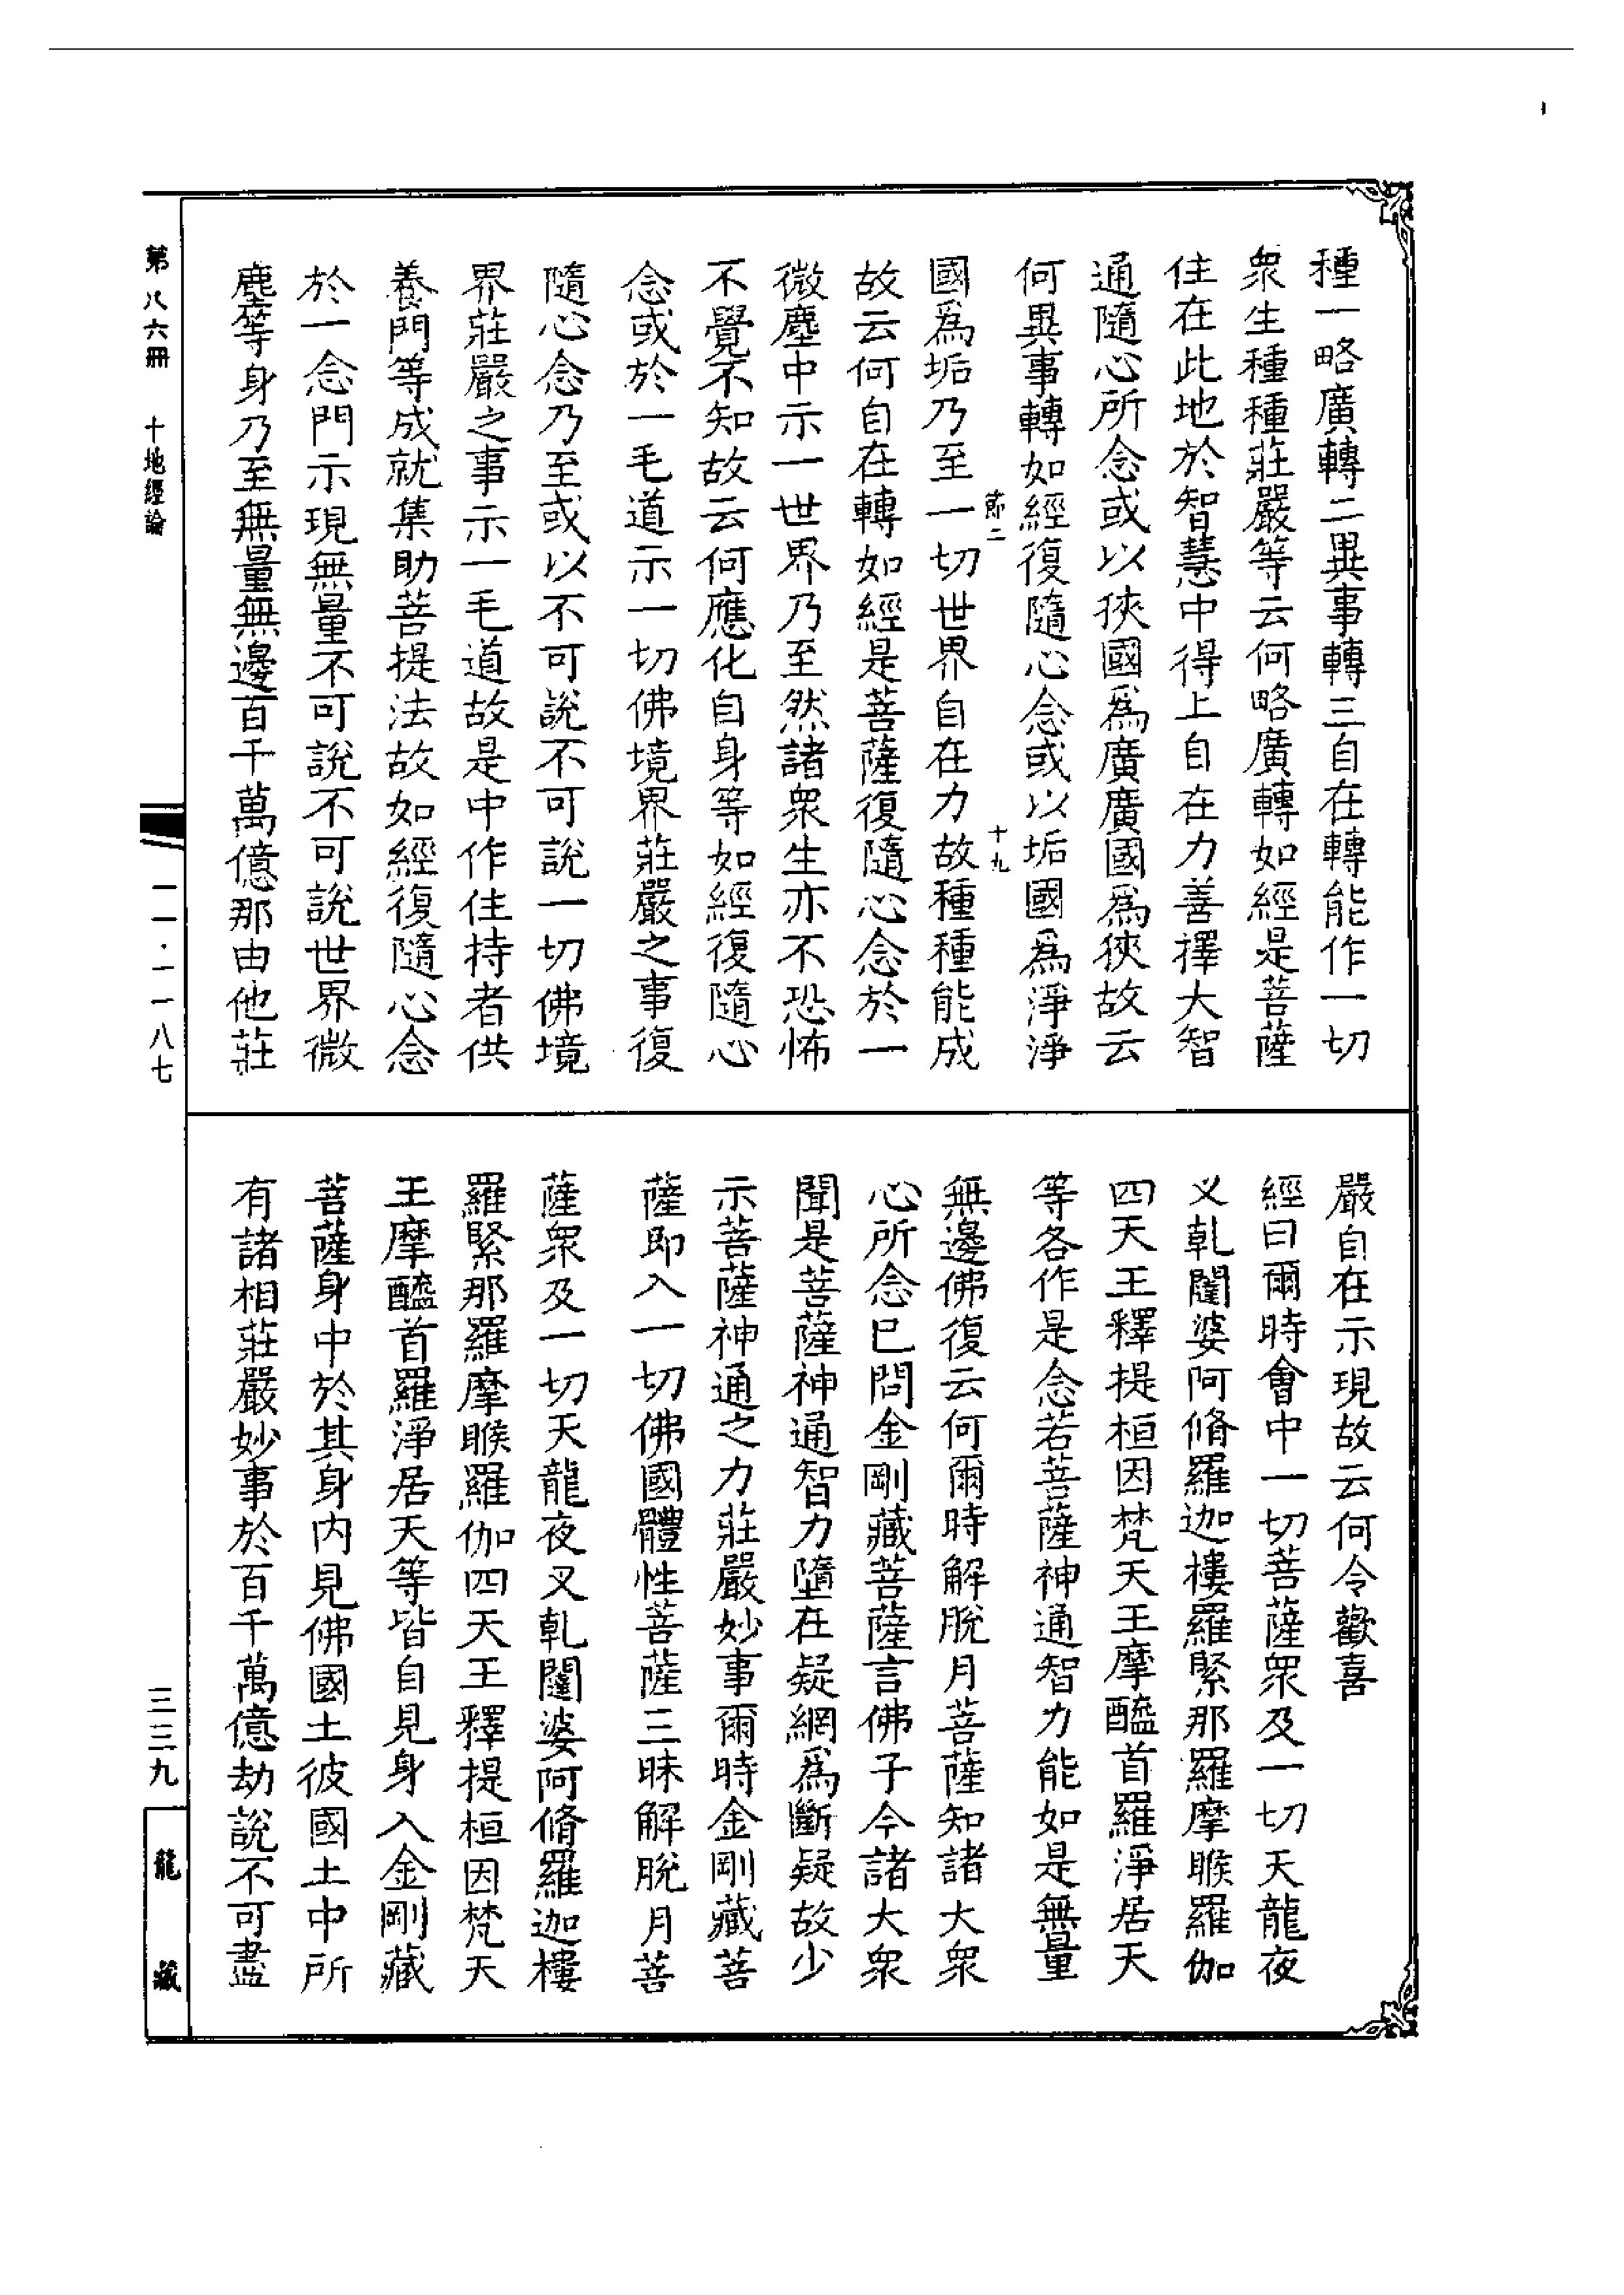 種一略廣轉二異事轉三自在轉能作一切
衆生種種莊嚴等云何略廣轉如經是菩薩
住在此地於智慧中得上自在力善擇大智
通隨心所念或以狹國爲廣廣國爲狹故云
何異事轉如經復隨心念或以垢國爲淨淨
節二 十九
國爲垢乃至一切世界自在力故種種能成
故云何自在轉如經是菩薩復隨心念於一
微塵中示一世界乃至然諸衆生亦不恐怖
不覺不知故云何應化自身等如經復隨心
念或於一毛道示一切佛境界莊嚴之事復
隨心念乃至或以不可說不可說一切佛境
界莊嚴之事示一毛道故是中作住持者供
養門等成就集助菩提法故如經復隨心念
於一念門示現無量不可說不可說世界微
塵等身乃至無量無邊百千萬億那由他莊
嚴自在示現故云何令歡喜
經曰爾時會中一切菩薩衆及一切天龍夜
叉乹闥婆阿脩羅迦樓羅緊那羅摩睺羅伽
四天王釋提桓因梵天王摩醯首羅淨居天
等各作是念若菩薩神通智力能如是無量
無邊佛復云何爾時解脫月菩薩知諸大衆
心所念已問金剛藏菩薩言佛子今諸大衆
聞是菩薩神通智力墮在疑網爲斷疑故少
示菩薩神通之力莊嚴妙事爾時金剛藏菩
薩即入一切佛國體性菩薩三昧解脫月菩
薩衆及一切天龍夜叉乹闥婆阿脩羅迦樓
羅緊那羅摩睺羅伽四天王釋提桓因梵天
王摩醯首羅淨居天等皆自見身入金剛藏
菩薩身中於其身內見佛國土彼國土中所
有諸相莊嚴妙事於百千萬億劫說不可盡
第八六冊 十地經論
一一·一一八七
三三九
龍藏